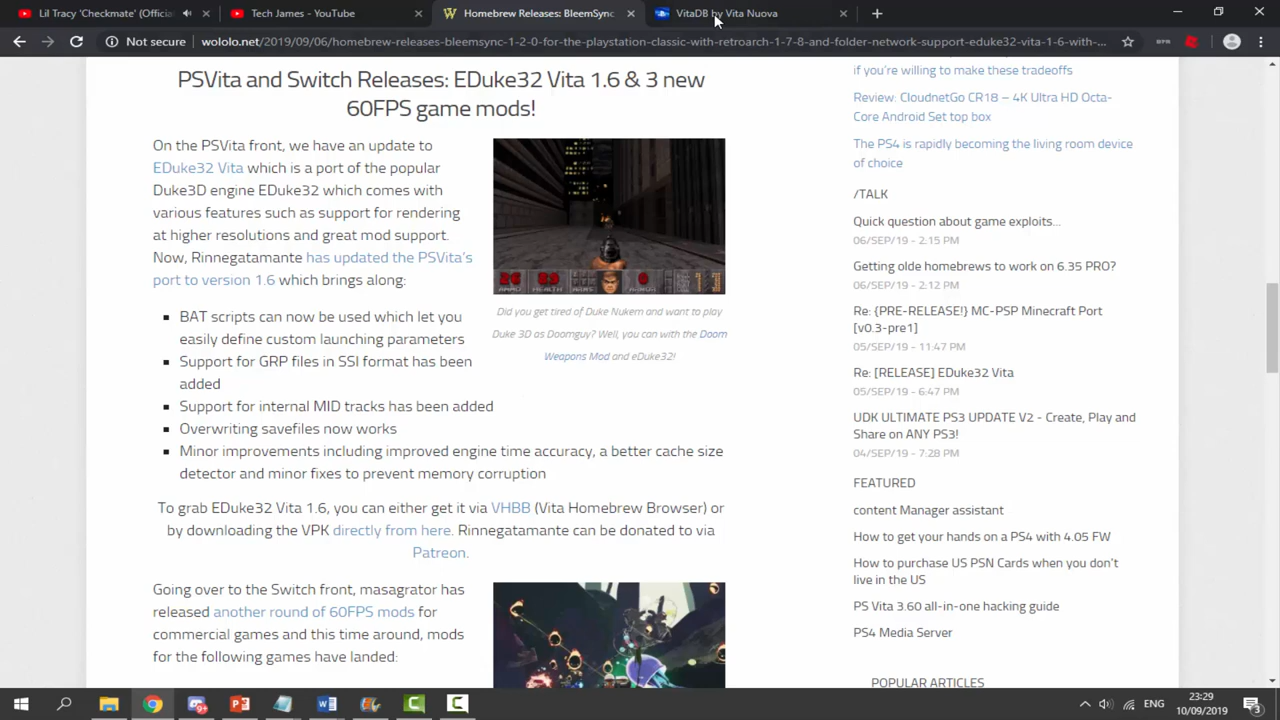 Lil Tracy 'Checkmate' (Official
Tech James - YouTube
Homebrew Releases: BleemSync
VitaDB by Vita Nuova
Not secure
wololo.net/2019/09/06/homebrew-releases-bleemsync-1-2-0-for-the-playstation-classic-with-retroarch-1-7-8-and-folder-network-support-eduke32-vita-1-6-with-...
PSVita and Switch Releases: EDuke32 Vita 1.6 & 3 new
60FPS game mods!
On the PSVita front, we have an update to
EDuke32 Vita which is a port of the popular
Duke3D engine EDuke32 which comes with
various features such as support for rendering
at higher resolutions and great mod support.
Now, Rinnegatamante has updated the PSVita's
port to version 1.6 which brings along:
Did you get tired of Duke Nukem and want to play
Duke 3D as Doomguy? Well, you can with the Doom
Weapons Mod and eDuke32!
BAT scripts can now be used which let you
easily define custom launching parameters
Support for GRP files in SSI format has been
added
Support for internal MID tracks has been added
Overwriting savefiles now works
Minor improvements including improved engine time accuracy, a better cache size
detector and minor fixes to prevent memory corruption
To grab EDuke32 Vita 1.6, you can either get it via VHBB (Vita Homebrew Browser) or
by downloading the VPK directly from here. Rinnegatamante can be donated to via
Patreon.
Going over to the Switch front, masagrator has
released another round of 60FPS mods for
commercial games and this time around, mods
for the following games have landed:
if you're willing to make these tradeoffs
Review: CloudnetGo CR18 – 4K Ultra HD Octa-
Core Android Set top box
The PS4 is rapidly becoming the living room device
of choice
/TALK
Quick question about game exploits...
06/SEP/19 - 2:15 PM
Getting olde homebrews to work on 6.35 PRO?
06/SEP/19 - 2:12 PM
Re: {PRE-RELEASE!} MC-PSP Minecraft Port
[v0.3-pre1]
05/SEP/19 - 11:47 PM
Re: [RELEASE] EDuke32 Vita
05/SEP/19 - 6:47 PM
UDK ULTIMATE PS3 UPDATE V2 - Create, Play and
Share on ANY PS3!
04/SEP/19 - 7:28 PM
FEATURED
content Manager assistant
How to get your hands on a PS4 with 4.05 FW
How to purchase US PSN Cards when you don't
live in the US
PS Vita 3.60 all-in-one hacking guide
PS4 Media Server
POPULAR ARTICLES
ENG
23:29
10/09/2019
3